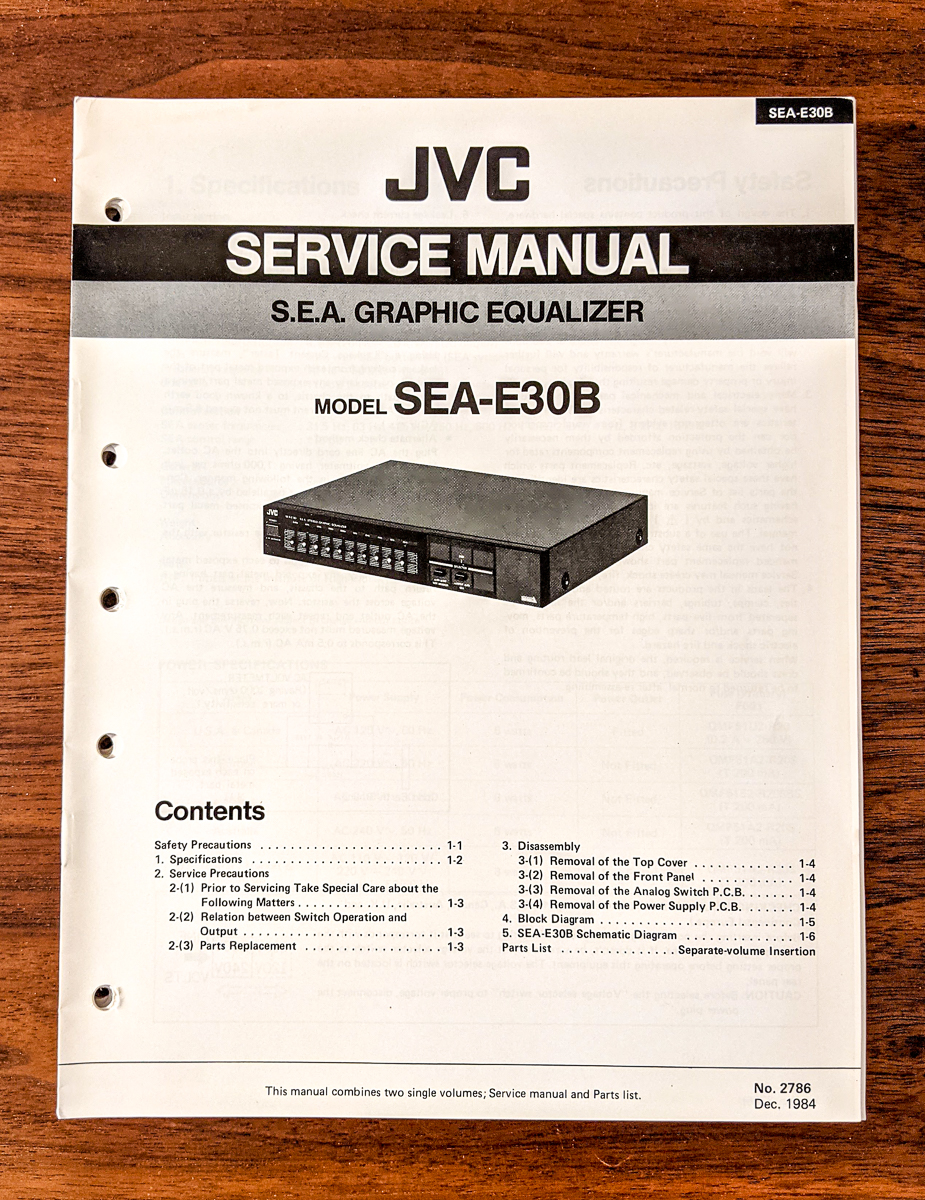 SEA-E30B
JVC
SERVICE MANUAL
S.E.A. GRAPHIC EQUALIZER
MODEL SEA-E30B
JVC
Contents
Safety Precautions . . . . . . . . . . . . . . . . . . . . . . . . . 1-1
1. Specifications . . . . . . . . . . . . . . . . . . . . . . . . . . 1-2
2. Service Precautions
2-(1) Prior to Servicing Take Special Care about the
Following Matters . . . . . . . . . . . . . . . . . . . . . 1-3
2-(2) Relation between Switch Operation and
Output . . . . . . . . . . . . . . . . . . . . . . . . . . . . 1-3
2-(3) Parts Replacement . . . . . . . . . . . . . . . . . . . 1-3
3. Disassembly
3-(1) Removal of the Top Cover . . . . . . . . . . . . . 1-4
3-(2) Removal of the Front Panel . . . . . . . . . . . . 1-4
3-(3) Removal of the Analog Switch P.C.B. . . . . . . 1-4
3-(4) Removal of the Power Supply P.C.B. . . . . . . 1-4
4. Block Diagram . . . . . . . . . . . . . . . . . . . . . . . . . 1-5
5. SEA-E30B Schematic Diagram . . . . . . . . . . . . . . 1-6
Parts List . . . . . . . . . . . . . . Separate-volume Insertion
This manual combines two single volumes; Service manual and Parts list.
No. 2786
Dec. 1984